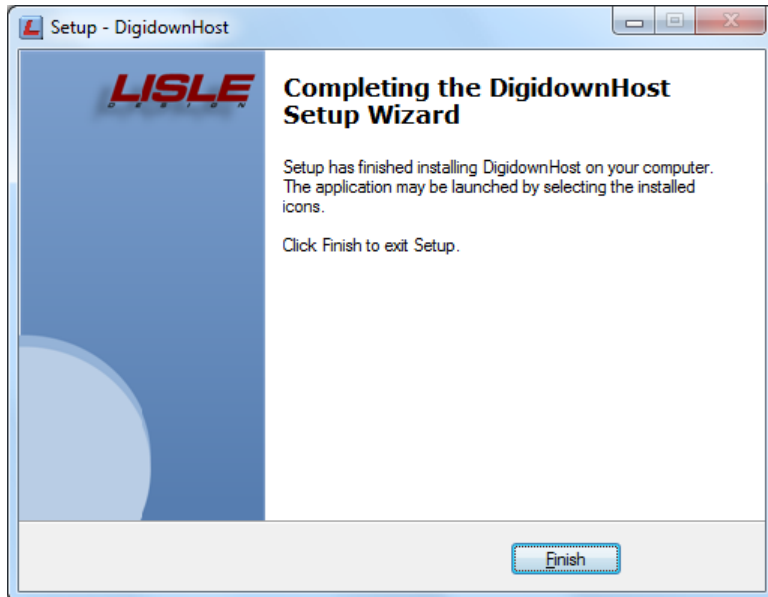 Setup - DigidownHost
LISLE
DESIGN
Completing the DigidownHost
Setup Wizard
Setup has finished installing DigidownHost on your computer.
The application may be launched by selecting the installed
icons.
Click Finish to exit Setup.
Finish